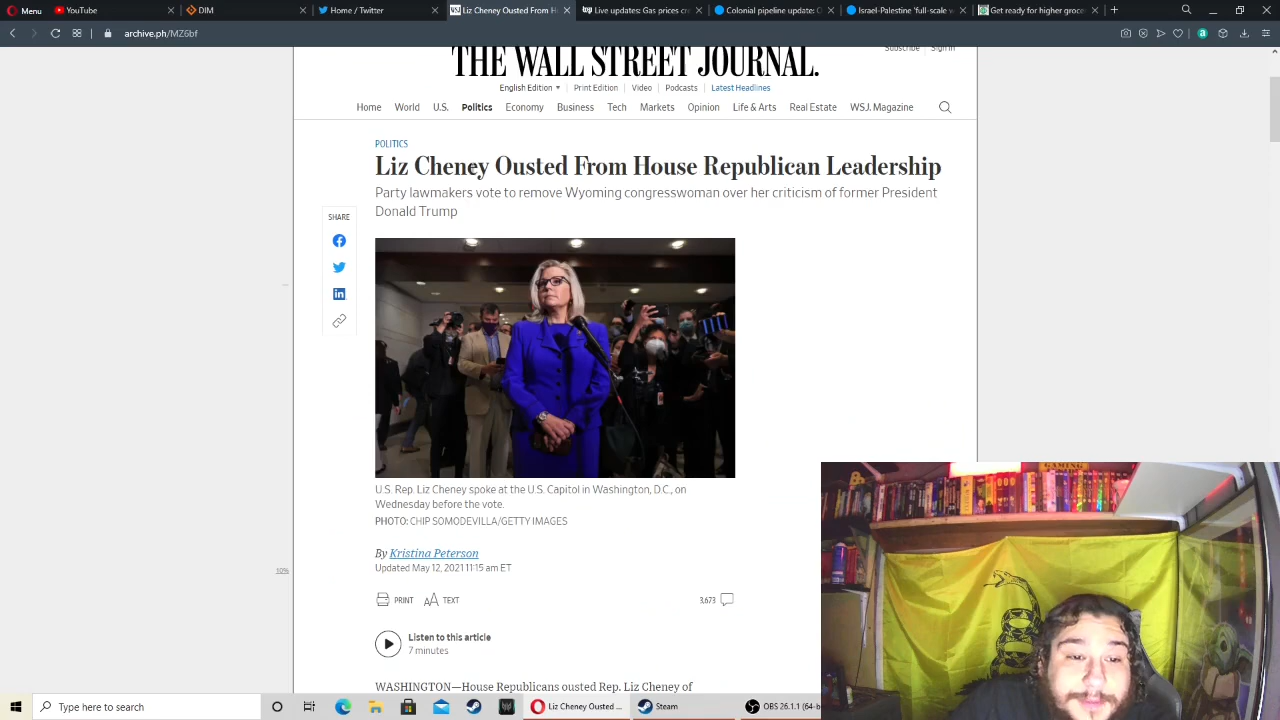 Menu
YouTube
DIM
Home / Twitter
Liz Cheney Ousted From H
Live updates: Gas prices cr
Colonial pipeline update: C
Israel-Palestine 'full-scale v
Get ready for higher groce
archive.ph/MZ6bf
Subscribe
Sign In
THE WALL STREET JOURNAL.
English Edition
Print Edition
Video
Podcasts
Latest Headlines
Home World U.S. Politics Economy Business Tech Markets Opinion Life & Arts Real Estate WSJ. Magazine
POLITICS
Liz Cheney Ousted From House Republican Leadership
Party lawmakers vote to remove Wyoming congresswoman over her criticism of former President
Donald Trump
SHARE
U.S. Rep. Liz Cheney spoke at the U.S. Capitol in Washington, D.C., on
Wednesday before the vote.
PHOTO: CHIP SOMODEVILLA/GETTY IMAGES
By Kristina Peterson
Updated May 12, 2021 11:15 am ET
10%
PRINT
TEXT
3,673
Listen to this article
7 minutes
WASHINGTON—House Republicans ousted Rep. Liz Cheney of
GAMING
Type here to search
Liz Cheney Ousted ...
Steam
OBS 26.1.1 (64-b